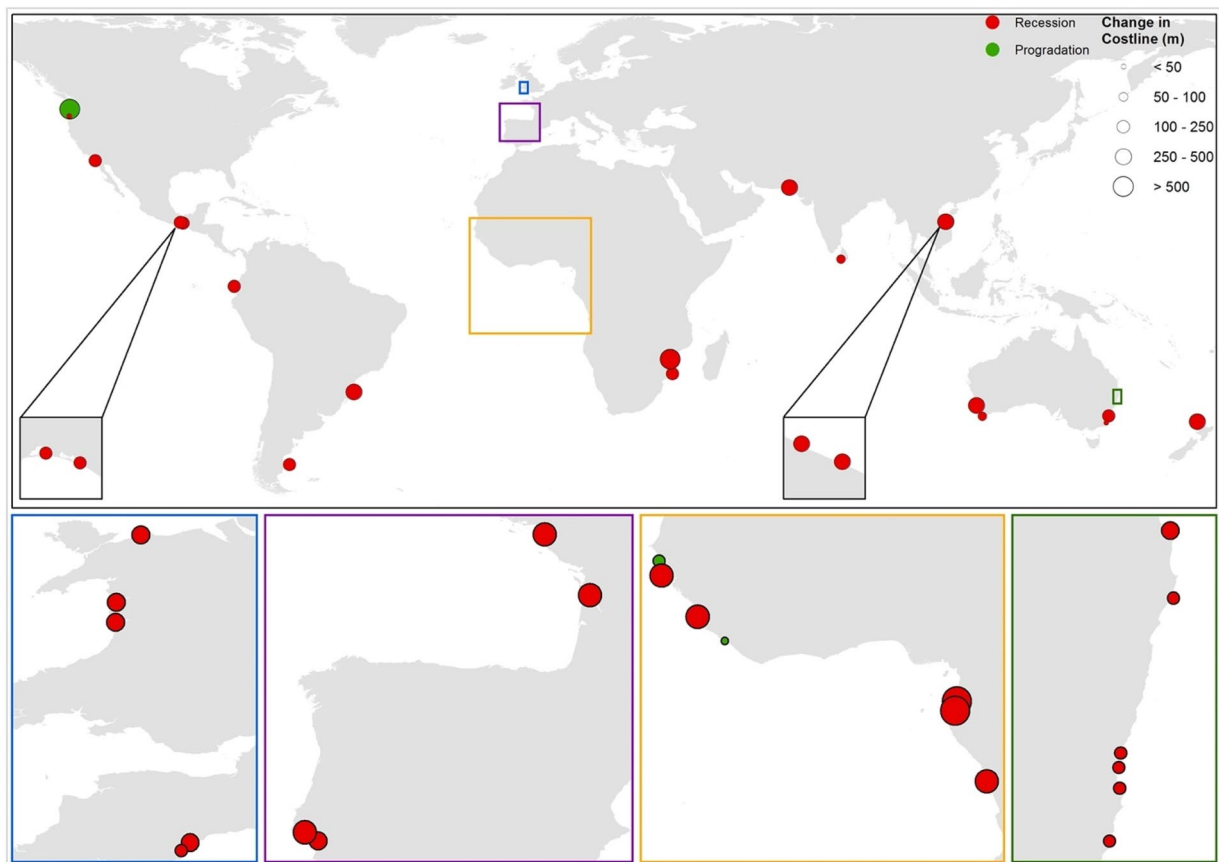 Recession
Progradation
Change in
Costline (m)
< 50
50 - 100
100 - 250
250 - 500
> 500